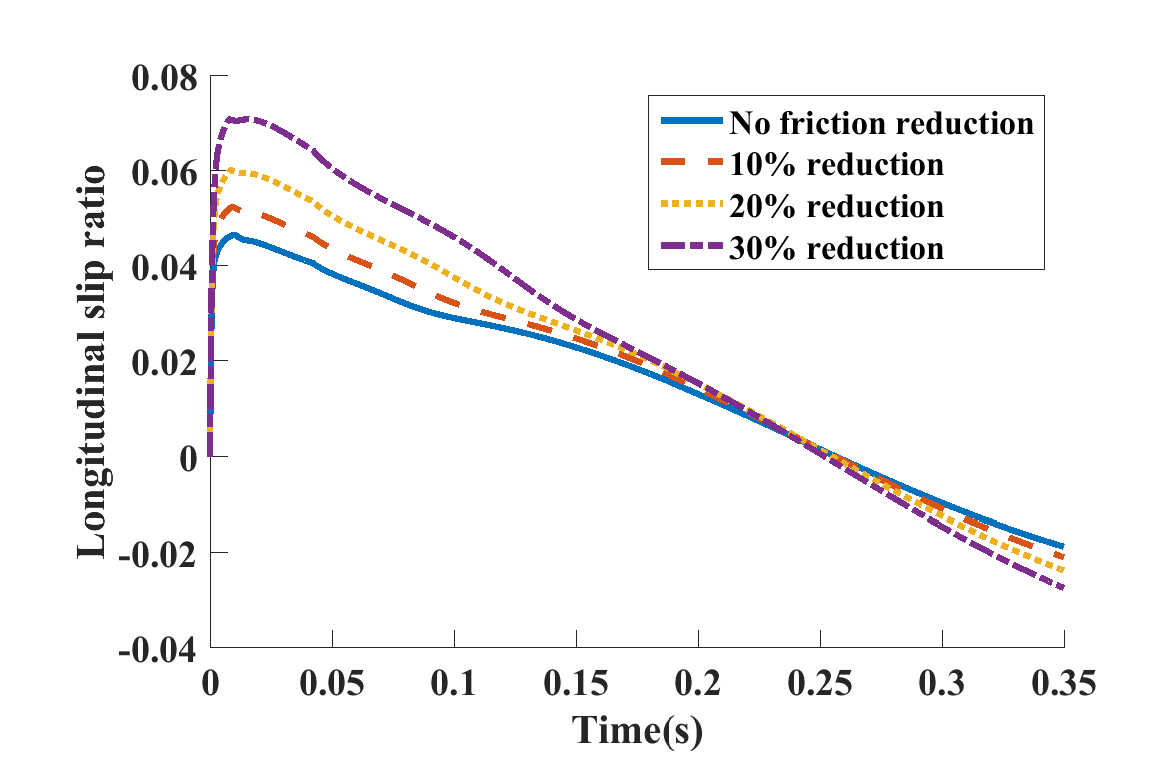 0.08
0.06
0.04
0.02
0
-0.02
-0.04
Longitudinal slip ratio
No friction reduction
10% reduction
20% reduction
30% reduction
0 0.05 0.1 0.15 0.2 0.25 0.3 0.35
Time(s)